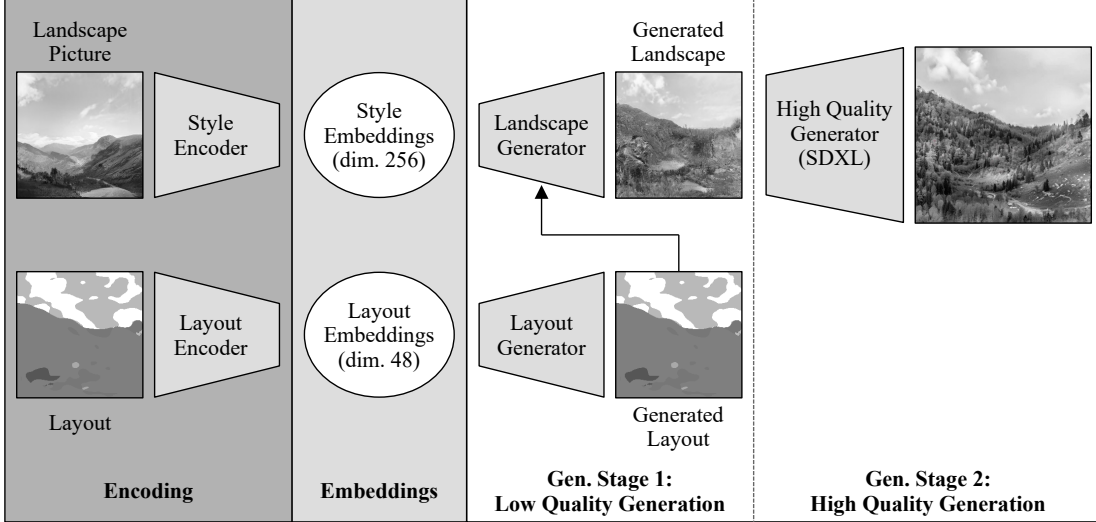 Landscape
Picture
Style
Encoder
Style
Embeddings
(dim. 256)
Landscape
Generator
Generated
Landscape
High Quality
Generator
(SDXL)
Layout
Encoder
Layout
Layout
Embeddings
(dim. 48)
Layout
Generator
Generated
Layout
Encoding
Embeddings
Gen. Stage 1:
Low Quality Generation
Gen. Stage 2:
High Quality Generation